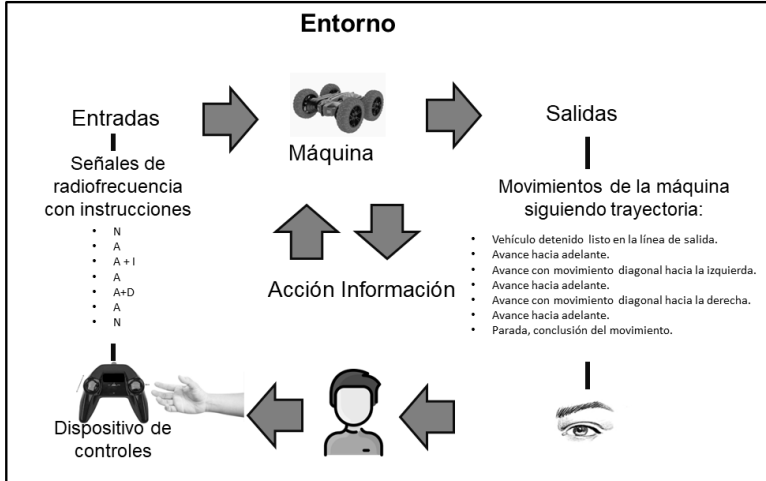 Entorno
Entradas
Máquina
Salidas
Señales de
radiofrecuencia
con instrucciones
• N
• A
• A + I
• A
• A+D
• A
• N
Acción Información
Movimientos de la máquina
siguiendo trayectoria:
• Vehículo detenido listo en la línea de salida.
• Avance hacia adelante.
• Avance con movimiento diagonal hacia la izquierda.
• Avance hacia adelante.
• Avance con movimiento diagonal hacia la derecha.
• Avance hacia adelante.
• Parada, conclusión del movimiento.
Dispositivo de
controles